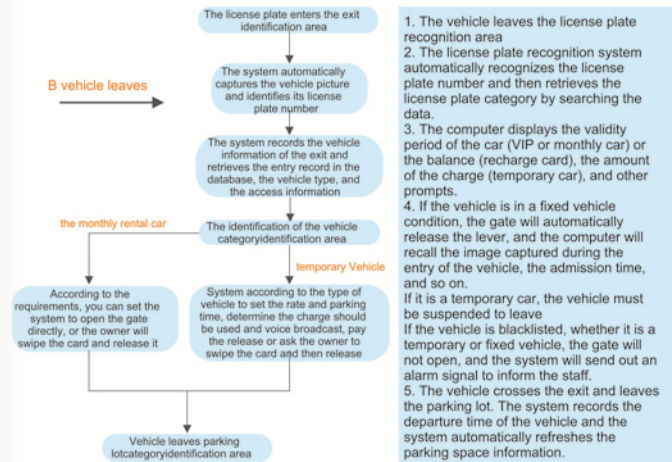 The license plate enters the exit
identification area
B vehicle leaves
The system automatically
captures the vehicle picture
and identifies its license
plate number
The system records the vehicle
information of the exit and
retrieves the entry record in the
database, the vehicle type, and
the access information
the monthly rental car
The identification of the vehicle
categoryidentification area
temporary Vehicle
According to the
requirements, you can set the
system to open the gate
directly, or the owner will
swipe the card and release it
System according to the type of
vehicle to set the rate and parking
time, determine the charge should
be used and voice broadcast, pay
the release or ask the owner to
swipe the card and then release
Vehicle leaves parking
lotcategoryidentification area
1. The vehicle leaves the license plate
recognition area
2. The license plate recognition system
automatically recognizes the license
plate number and then retrieves the
license plate category by searching the
data.
3. The computer displays the validity
period of the car (VIP or monthly car) or
the balance (recharge card), the amount
of the charge (temporary car), and other
prompts.
4. If the vehicle is in a fixed vehicle
condition, the gate will automatically
release the lever, and the computer will
recall the image captured during the
entry of the vehicle, the admission time,
and so on.
If it is a temporary car, the vehicle must
be suspended to leave
If the vehicle is blacklisted, whether it is a
temporary or fixed vehicle, the gate will
not open, and the system will send out an
alarm signal to inform the staff.
5. The vehicle crosses the exit and leaves
the parking lot. The system records the
departure time of the vehicle and the
system automatically refreshes the
parking space information.